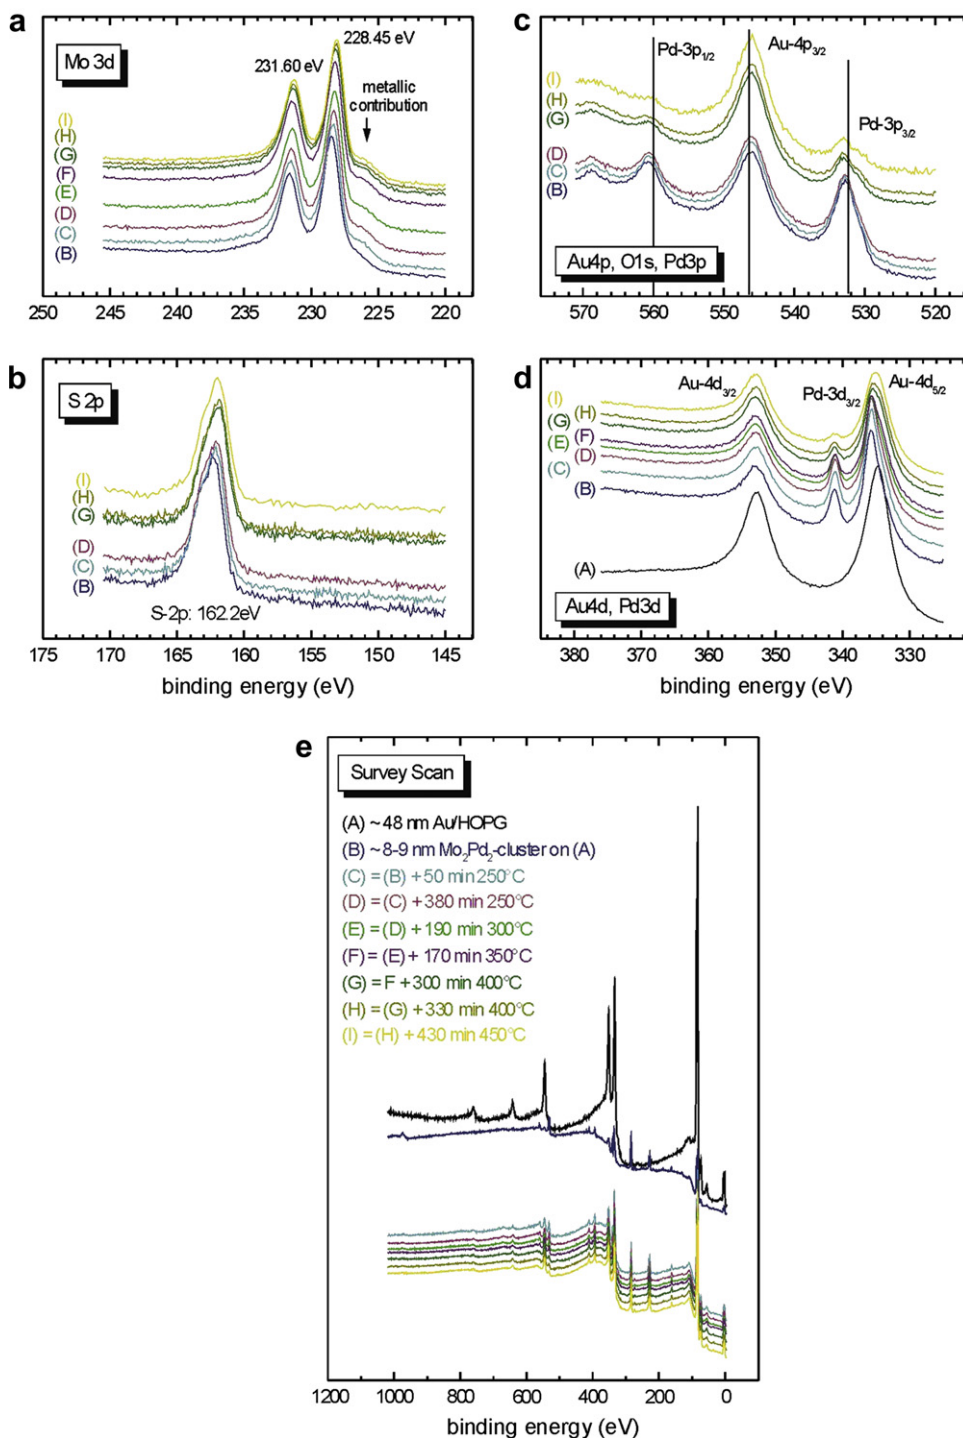 a
Mo 3d
228.45 eV
231.60 eV
metallic
contribution
(I)
(H)
(G)
(F)
(E)
(D)
(C)
(B)
250 245 240 235 230 225 220
b
S 2p
(I)
(H)
(G)
(D)
(C)
(B)
S-2p: 162.2eV
175 170 165 160 155 150 145
binding energy (eV)
c
Pd-3p1/2
Au-4p3/2
Pd-3p3/2
(I)
(H)
(G)
(D)
(C)
(B)
Au4p, O1s, Pd3p
570 560 550 540 530 520
d
Au-4d3/2
Pd-3d3/2
Au-4d5/2
(I)
(H)
(G)
(F)
(E)
(D)
(C)
(B)
(A)
Au4d, Pd3d
380 370 360 350 340 330
binding energy (eV)
e
Survey Scan
(A) ~ 48 nm Au/HOPG
(B) ~ 8-9 nm Mo2Pd2-cluster on (A)
(C) = (B) + 50 min 250°C
(D) = (C) + 380 min 250°C
(E) = (D) + 190 min 300°C
(F) = (E) + 170 min 350°C
(G) = F + 300 min 400°C
(H) = (G) + 330 min 400°C
(I) = (H) + 430 min 450°C
1200 1000 800 600 400 200 0
binding energy (eV)